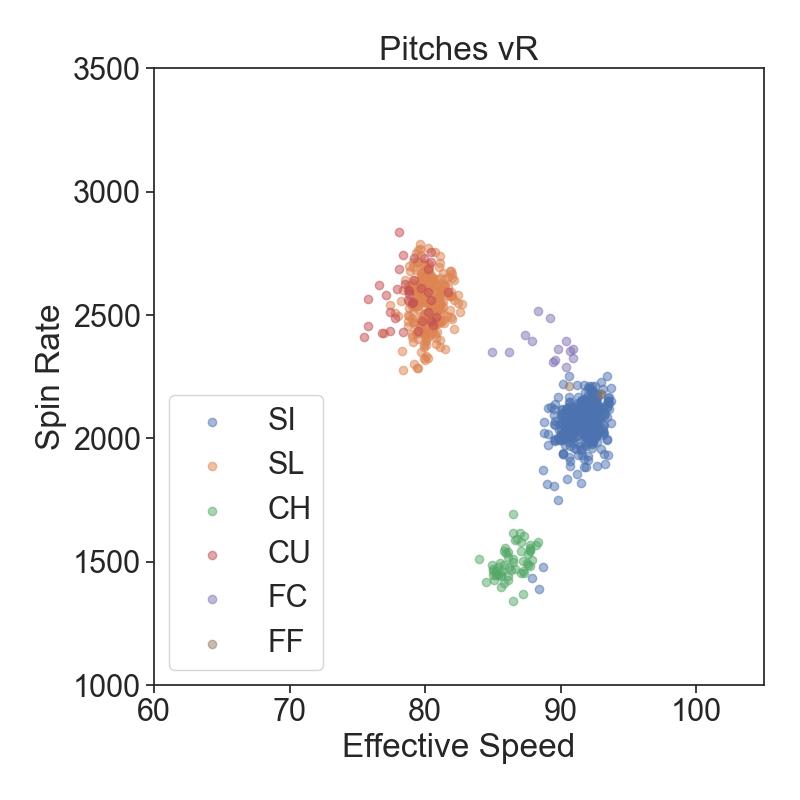 Pitches vR
3500
3000
2500
2000
1500
1000
Spin Rate
SI
SL
CH
CU
FC
FF
60 70 80 90 100
Effective Speed